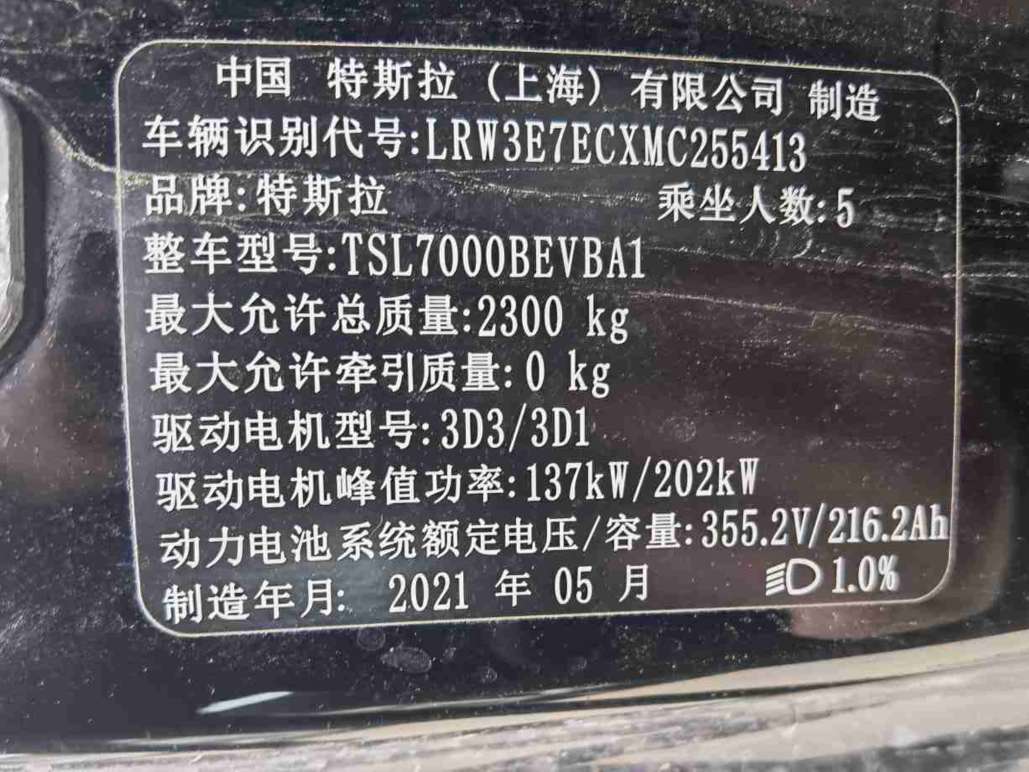 中国 特斯拉 (上海) 有限公司 制造
车辆识别代号:LRW3E7ECXMC255413
品牌:特斯拉 乘坐人数:5
整车型号:TSL7000BEVBA1
最大允许总质量:2300 kg
最大允许牵引质量:0 kg
驱动电机型号:3D3/3D1
驱动电机峰值功率:137kW/202kW
动力电池系统额定电压/容量:355.2V/216.2Ah
制造年月: 2021 年 05 月 1.0%